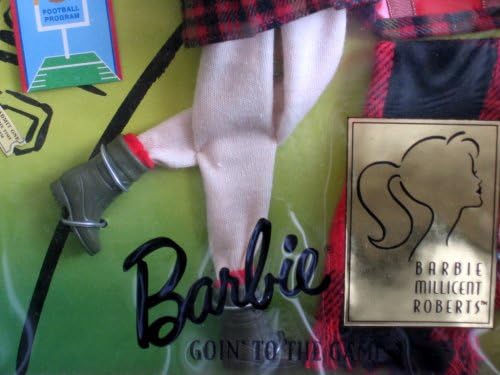 FOOTBALL
PROGRAM
Barbie
GOIN' TO THE GAME
BARBIE
MILLICENT
ROBERTS™